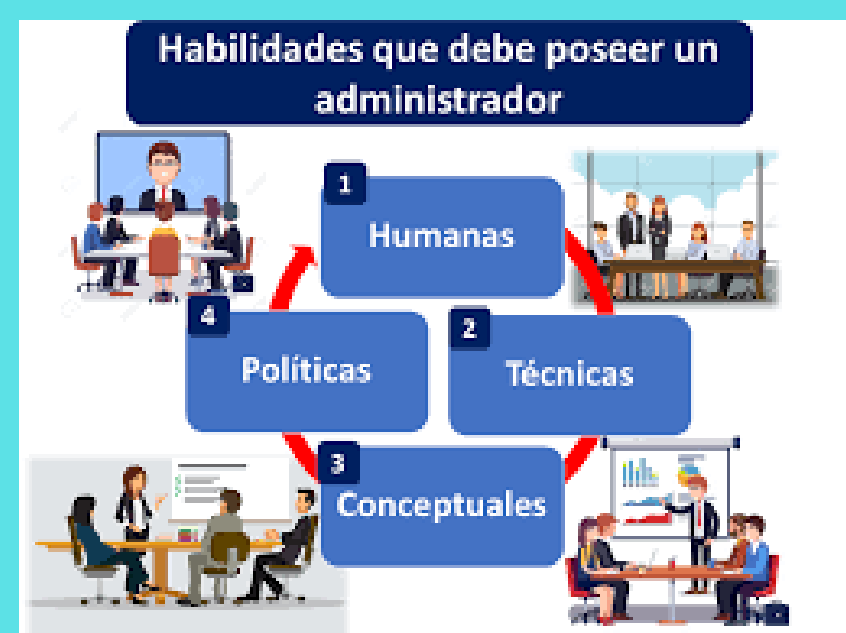 Habilidades que debe poseer un
administrador
1
Humanas
2
Técnicas
3
Conceptuales
4
Políticas